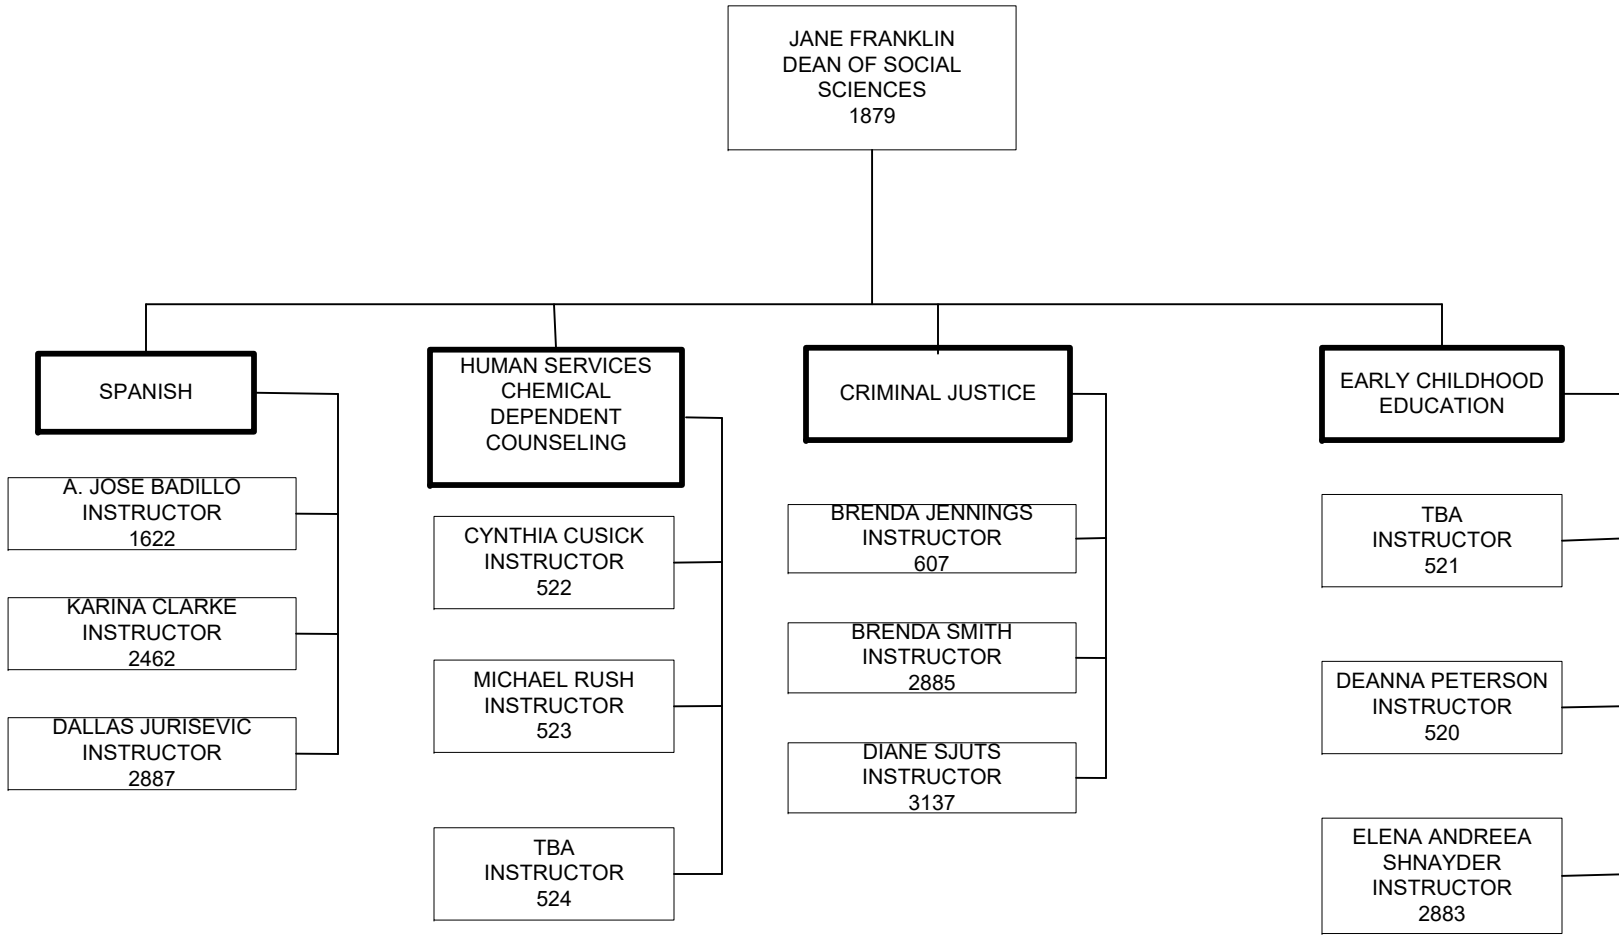 JANE FRANKLIN
DEAN OF SOCIAL
SCIENCES
1879
SPANISH
A. JOSE BADILLO
INSTRUCTOR
1622
KARINA CLARKE
INSTRUCTOR
2462
DALLAS JURISEVIC
INSTRUCTOR
2887
HUMAN SERVICES
CHEMICAL
DEPENDENT
COUNSELING
CYNTHIA CUSICK
INSTRUCTOR
522
MICHAEL RUSH
INSTRUCTOR
523
TBA
INSTRUCTOR
524
CRIMINAL JUSTICE
BRENDA JENNINGS
INSTRUCTOR
607
BRENDA SMITH
INSTRUCTOR
2885
DIANE SJUTS
INSTRUCTOR
3137
EARLY CHILDHOOD
EDUCATION
TBA
INSTRUCTOR
521
DEANNA PETERSON
INSTRUCTOR
520
ELENA ANDREEA
SHNAYDER
INSTRUCTOR
2883